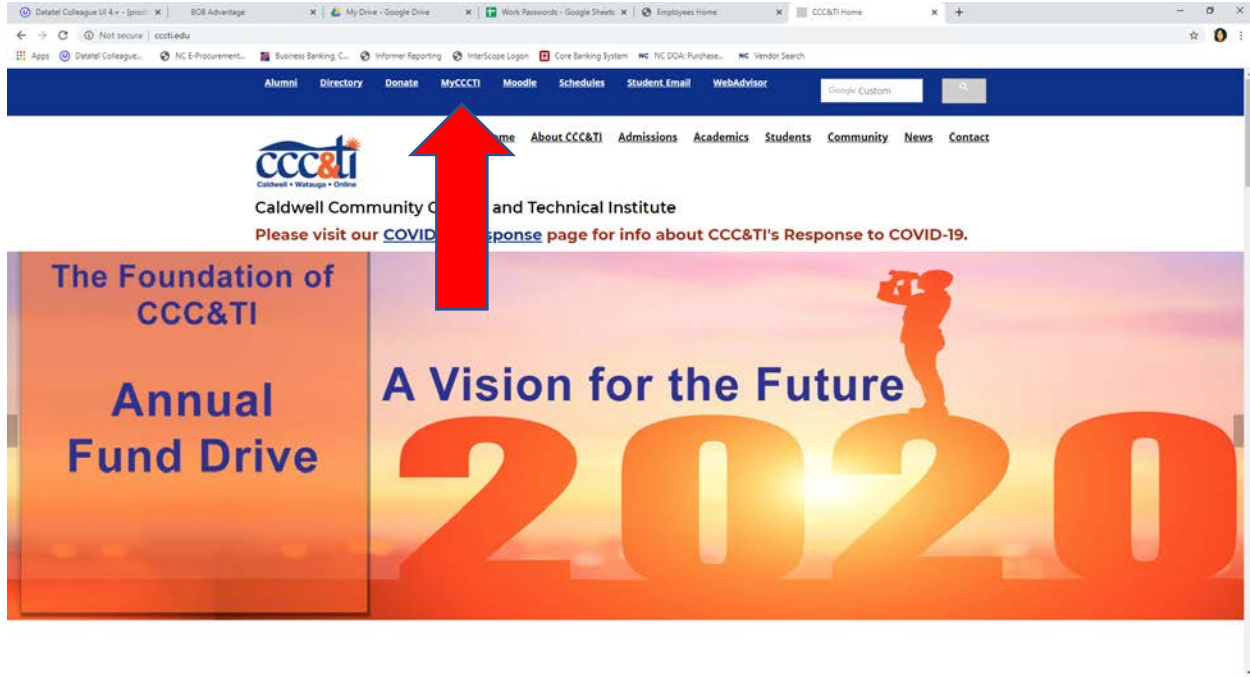 Datatel Colleague UI 4.+ - [prod
BOB Advantage
My Drive - Google Drive
Work Passwords - Google Sheets
Employees Home
CCC&TI Home
Not secure | cccti.edu
Apps
Datatel Colleague...
NC E-Procurement...
Business Banking, C...
Informer Reporting
InterScope Logon
Core Banking System
NC NC DOA: Purchase...
NC Vendor Search
Alumni Directory Donate MyCCCTI Moodle Schedules Student Email WebAdvisor
Google Custom
ome About CCC&TI Admissions Academics Students Community News Contact
ccc&ti
Caldwell • Watauga • Online
Caldwell Community C and Technical Institute
Please visit our COVID sponse page for info about CCC&TI's Response to COVID-19.
The Foundation of
CCC&TI
Annual
Fund Drive
A Vision for the Future
2020